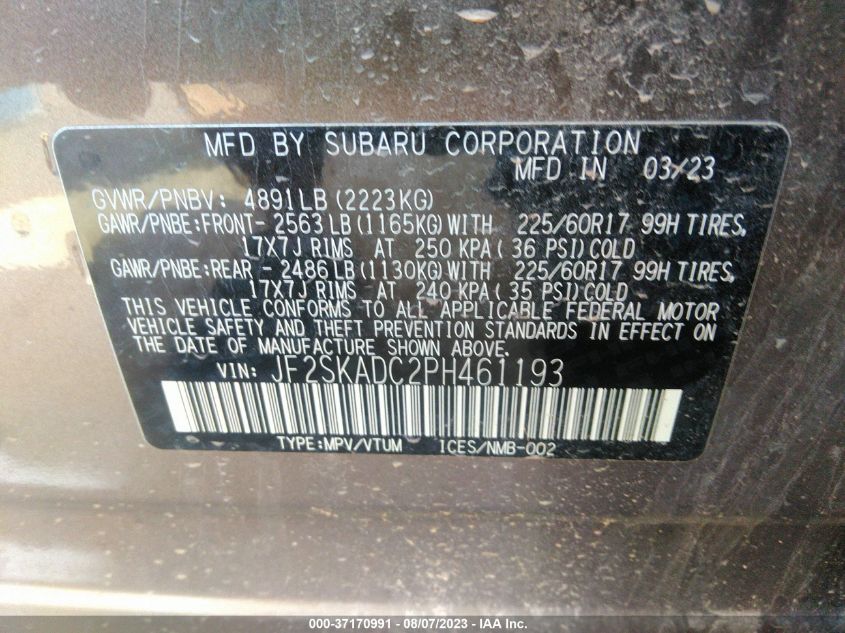 MFD BY SUBARU CORPORATION
MFD IN 03/23
GVWR/PNBV: 4891LB (2223KG)
GAWR/PNBE:FRONT- 2563LB (1165KG) WITH 225/60R17 99H TIRES,
17X7J RIMS AT 250 KPA ( 36 PSI) COLD
GAWR/PNBE:REAR - 2486LB (1130KG) WITH 225/60R17 99H TIRES,
17X7J RIMS AT 240 KPA ( 35 PSI) COLD
THIS VEHICLE CONFORMS TO ALL APPLICABLE FEDERAL MOTOR
VEHICLE SAFETY AND THEFT PREVENTION STANDARDS IN EFFECT ON
THE DATE OF MANUFACTURE SHOWN ABOVE.
VIN: JF2SKADC2PH461193
TYPE:MPV/VTUM ICES/NMB-002
000-37170991 - 08/07/2023 - IAA Inc.